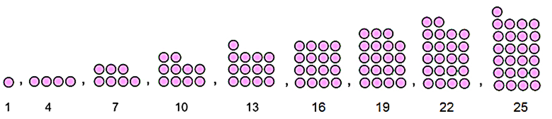 , , , , , , , ,
1 4 7 10 13 16 19 22 25